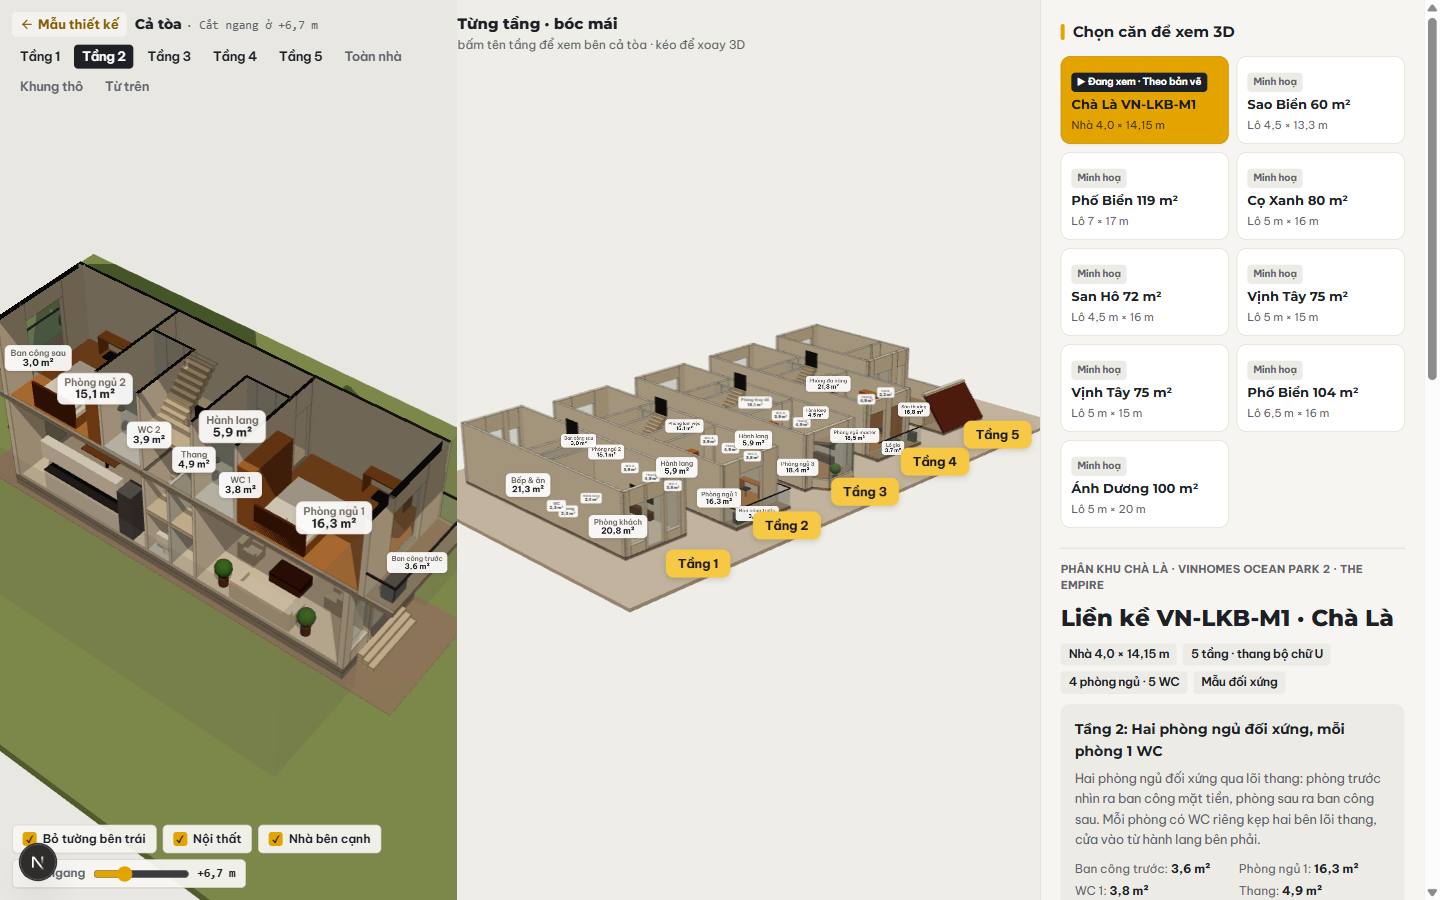 ← Mẫu thiết kế Cả tòa · Cắt ngang ở +6,7 m
Tầng 1 Tầng 2 Tầng 3 Tầng 4 Tầng 5 Toàn nhà
Khung thô Từ trên
Ban công sau
3,0 m²
Phòng ngủ 2
15,1 m²
Hành lang
5,9 m²
WC 2
3,9 m²
Thang
4,9 m²
WC 1
3,8 m²
Phòng ngủ 1
16,3 m²
Ban công trước
3,6 m²
Bỏ tường bên trái Nội thất Nhà bên cạnh
ngang +6,7 m
N
Từng tầng · bóc mái
bấm tên tầng để xem bên cả tòa · kéo để xoay 3D
Phòng đa năng
21,8 m²
Hành lang
5,9 m²
Hành lang
5,9 m²
Phòng ngủ 3
18,4 m²
Phòng master
Bếp & ăn
21,3 m²
Phòng ngủ 1
16,3 m²
Phòng khách
20,8 m²
Tầng 5
Tầng 4
Tầng 3
Tầng 2
Tầng 1
Chọn căn để xem 3D
▶ Đang xem · Theo bản vẽ
Chà Là VN-LKB-M1
Nhà 4,0 × 14,15 m
Minh hoạ
Sao Biển 60 m²
Lô 4,5 × 13,3 m
Minh hoạ
Phố Biển 119 m²
Lô 7 × 17 m
Minh hoạ
Cọ Xanh 80 m²
Lô 5 m × 16 m
Minh hoạ
San Hô 72 m²
Lô 4,5 m × 16 m
Minh hoạ
Vịnh Tây 75 m²
Lô 5 m × 15 m
Minh hoạ
Vịnh Tây 75 m²
Lô 5 m × 15 m
Minh hoạ
Phố Biển 104 m²
Lô 6,5 m × 16 m
Minh hoạ
Ánh Dương 100 m²
Lô 5 m × 20 m
PHÂN KHU CHÀ LÀ · VINHOMES OCEAN PARK 2 · THE
EMPIRE
Liền kề VN-LKB-M1 · Chà Là
Nhà 4,0 × 14,15 m 5 tầng · thang bộ chữ U
4 phòng ngủ · 5 WC Mẫu đối xứng
Tầng 2: Hai phòng ngủ đối xứng, mỗi
phòng 1 WC
Hai phòng ngủ đối xứng qua lõi thang: phòng trước
nhìn ra ban công mặt tiền, phòng sau ra ban công
sau. Mỗi phòng có WC riêng kẹp hai bên lõi thang,
cửa vào từ hành lang bên phải.
Ban công trước: 3,6 m² Phòng ngủ 1: 16,3 m²
WC 1: 3,8 m² Thang: 4,9 m²